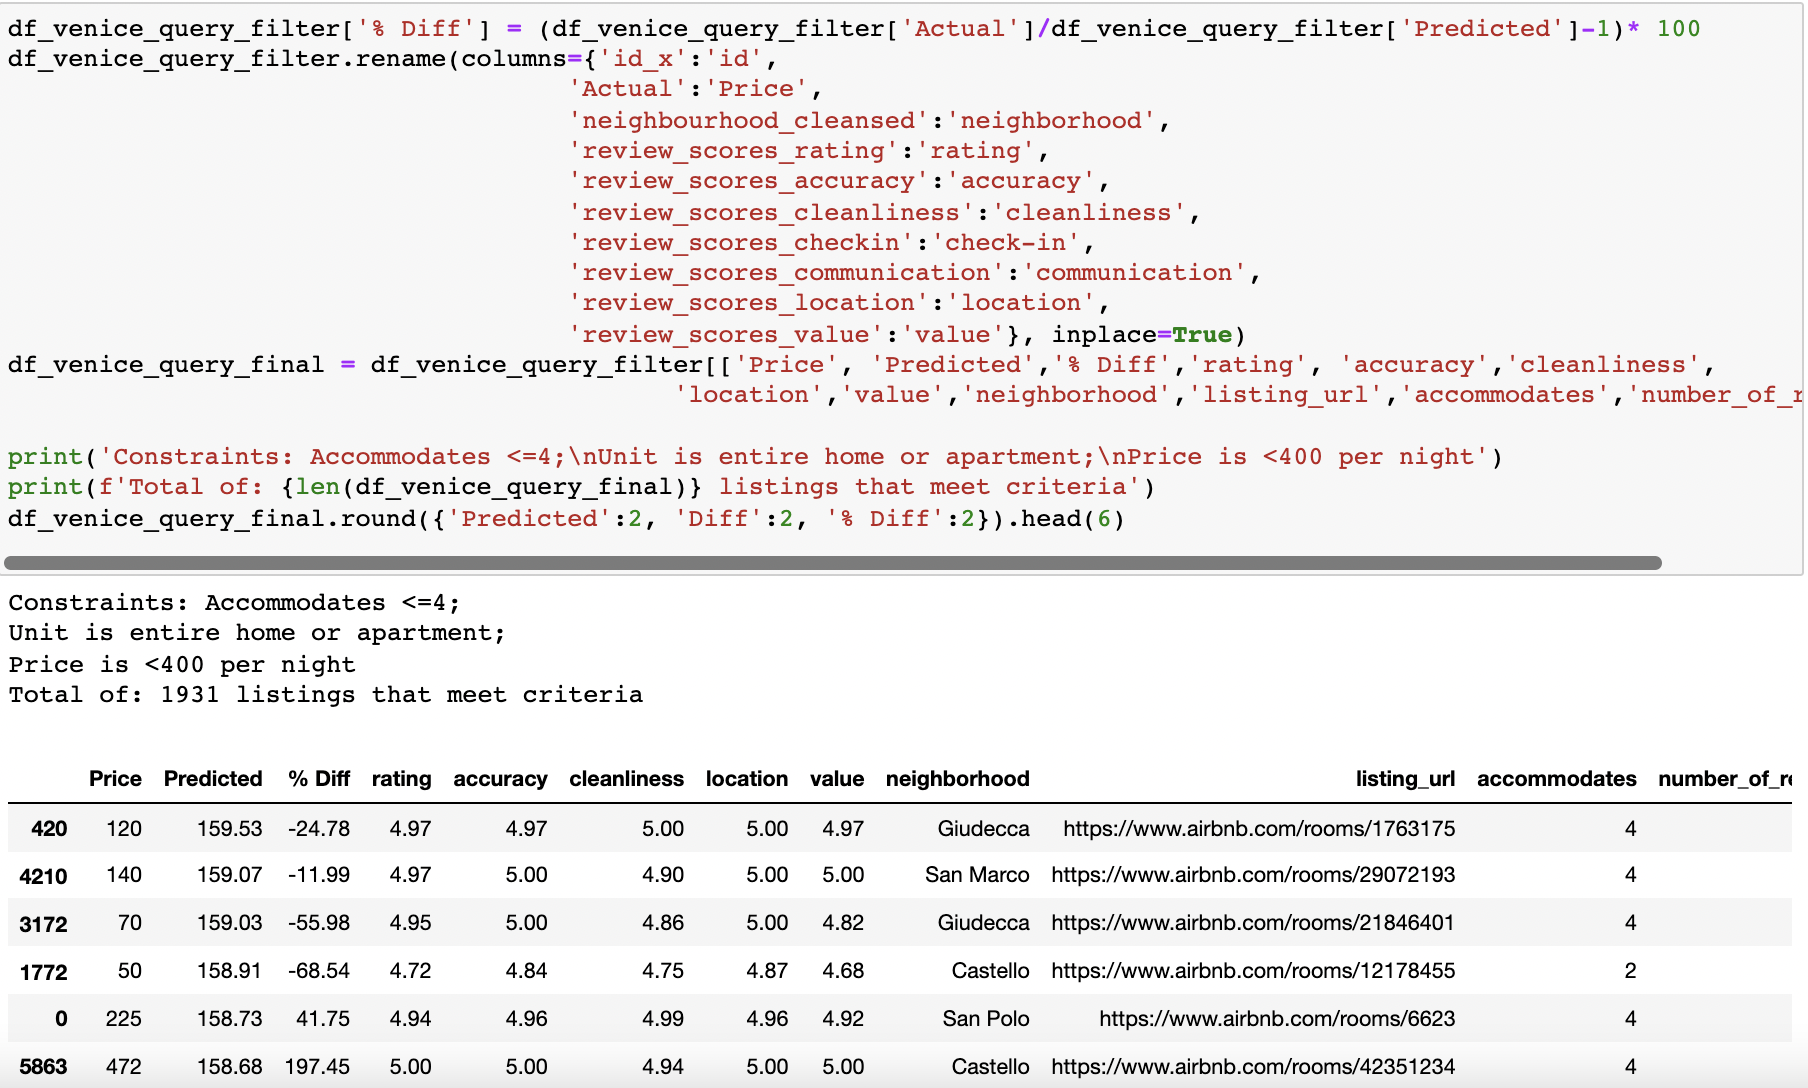 df_venice_query_filter['% Diff'] = (df_venice_query_filter['Actual']/df_venice_query_filter['Predicted']-1)* 100
df_venice_query_filter.rename(columns={'id_x':'id',
'Actual':'Price',
'neighbourhood_cleansed':'neighborhood',
'review_scores_rating':'rating',
'review_scores_accuracy':'accuracy',
'review_scores_cleanliness':'cleanliness',
'review_scores_checkin':'check-in',
'review_scores_communication':'communication',
'review_scores_location':'location',
'review_scores_value':'value'}, inplace=True)
df_venice_query_final = df_venice_query_filter[['Price', 'Predicted','% Diff','rating', 'accuracy','cleanliness',
'location','value','neighborhood','listing_url','accommodates','number_of_r
print('Constraints: Accommodates <=4;\nUnit is entire home or apartment;\nPrice is <400 per night')
print(f'Total of: {len(df_venice_query_final)} listings that meet criteria')
df_venice_query_final.round({'Predicted':2, 'Diff':2, '% Diff':2}).head(6)
Constraints: Accommodates <=4;
Unit is entire home or apartment;
Price is <400 per night
Total of: 1931 listings that meet criteria
Price Predicted % Diff rating accuracy cleanliness location value neighborhood listing_url accommodates number_of_re
420 120 159.53 -24.78 4.97 4.97 5.00 5.00 4.97 Giudecca https://www.airbnb.com/rooms/1763175 4
4210 140 159.07 -11.99 4.97 5.00 4.90 5.00 5.00 San Marco https://www.airbnb.com/rooms/29072193 4
3172 70 159.03 -55.98 4.95 5.00 4.86 5.00 4.82 Giudecca https://www.airbnb.com/rooms/21846401 4
1772 50 158.91 -68.54 4.72 4.84 4.75 4.87 4.68 Castello https://www.airbnb.com/rooms/12178455 2
0 225 158.73 41.75 4.94 4.96 4.99 4.96 4.92 San Polo https://www.airbnb.com/rooms/6623 4
5863 472 158.68 197.45 5.00 5.00 4.94 5.00 5.00 Castello https://www.airbnb.com/rooms/42351234 4